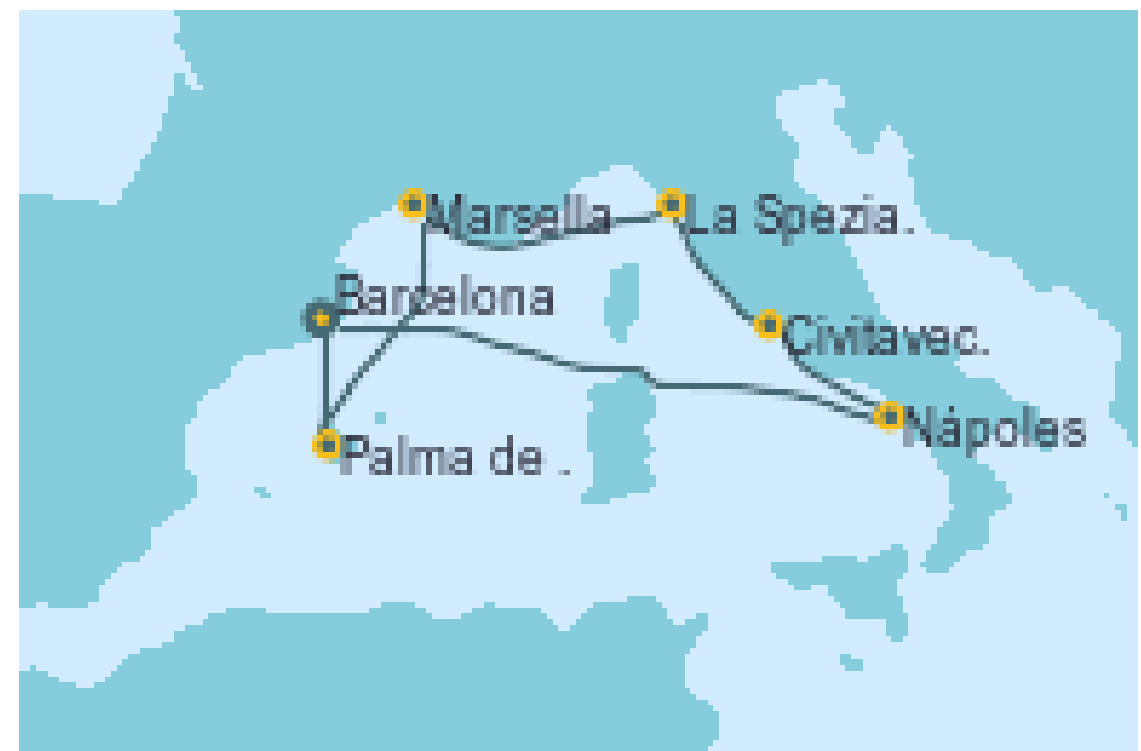 Marsella
La Spezia.
Barcelona
Civitavec.
Nápoles
Palma de .